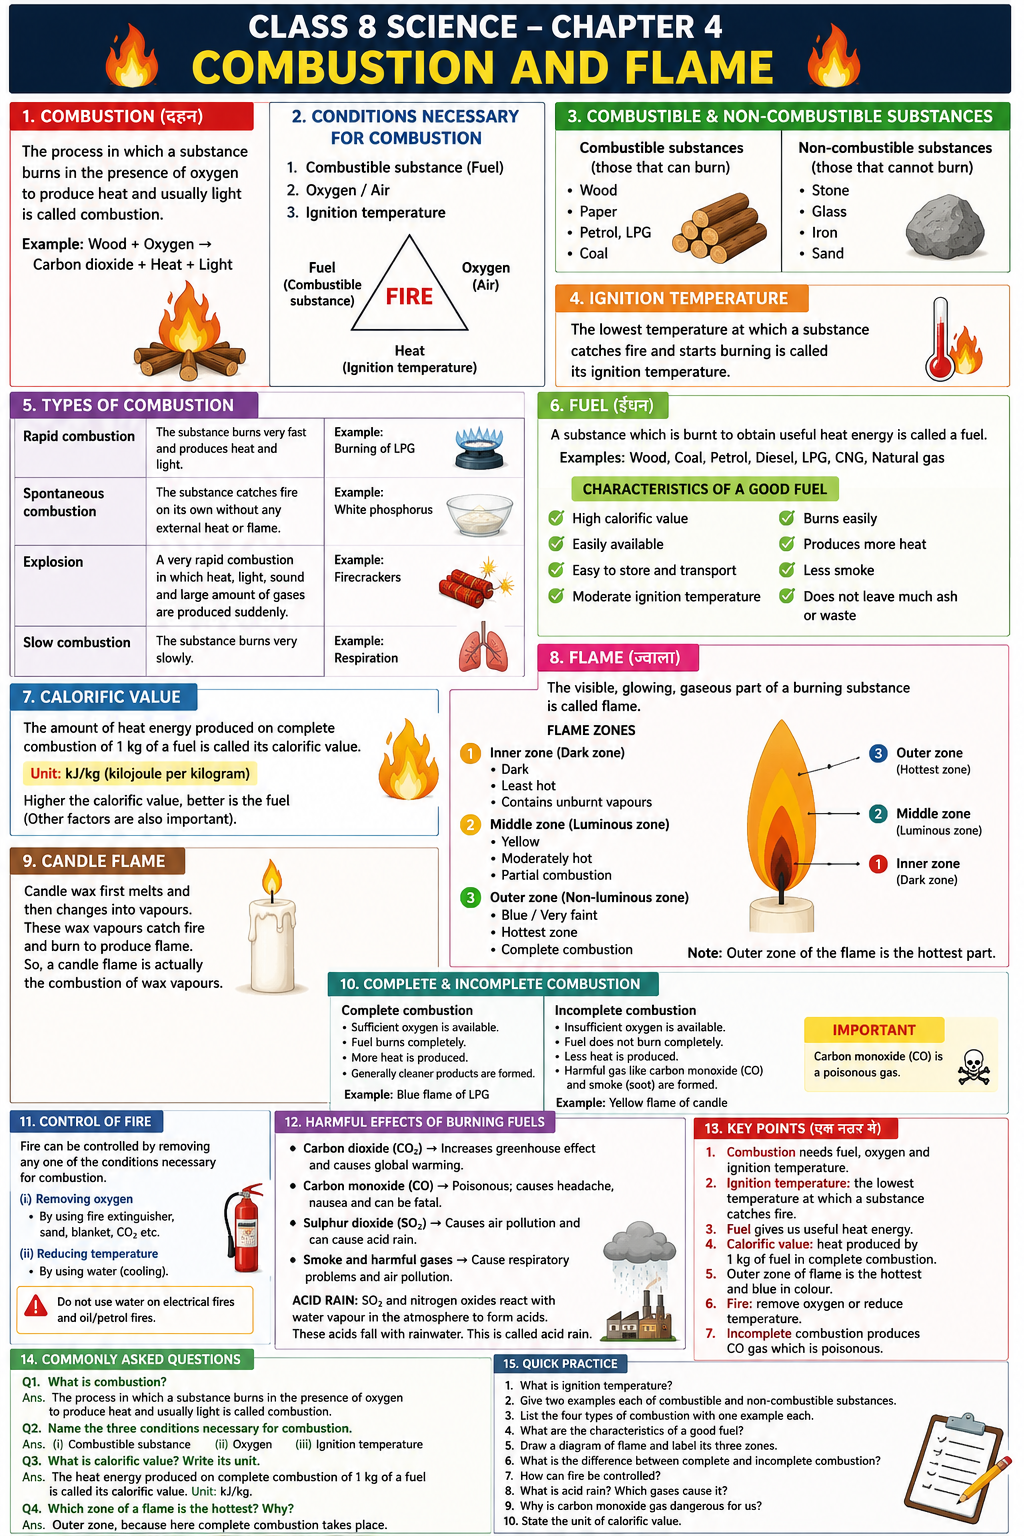 CLASS 8 SCIENCE – CHAPTER 4
COMBUSTION AND FLAME
1. COMBUSTION (दहन)
The process in which a substance
burns in the presence of oxygen
to produce heat and usually light
is called combustion.
Example: Wood + Oxygen →
Carbon dioxide + Heat + Light
2. CONDITIONS NECESSARY
FOR COMBUSTION
1. Combustible substance (Fuel)
2. Oxygen / Air
3. Ignition temperature
Fuel
(Combustible
substance)
FIRE
Oxygen
(Air)
Heat
(Ignition temperature)
3. COMBUSTIBLE & NON-COMBUSTIBLE SUBSTANCES
Combustible substances
(those that can burn)
• Wood
• Paper
• Petrol, LPG
• Coal
Non-combustible substances
(those that cannot burn)
• Stone
• Glass
• Iron
• Sand
4. IGNITION TEMPERATURE
The lowest temperature at which a substance
catches fire and starts burning is called
its ignition temperature.
5. TYPES OF COMBUSTION
Rapid combustion
The substance burns very fast
and produces heat and
light.
Example:
Burning of LPG
Spontaneous
combustion
The substance catches fire
on its own without any
external heat or flame.
Example:
White phosphorus
Explosion
A very rapid combustion
in which heat, light, sound
and large amount of gases
are produced suddenly.
Example:
Firecrackers
Slow combustion
The substance burns very
slowly.
Example:
Respiration
6. FUEL (ईंधन)
A substance which is burnt to obtain useful heat energy is called a fuel.
Examples: Wood, Coal, Petrol, Diesel, LPG, CNG, Natural gas
CHARACTERISTICS OF A GOOD FUEL
High calorific value
Easily available
Easy to store and transport
Moderate ignition temperature
Burns easily
Produces more heat
Less smoke
Does not leave much ash
or waste
7. CALORIFIC VALUE
The amount of heat energy produced on complete
combustion of 1 kg of a fuel is called its calorific value.
Unit: kJ/kg (kilojoule per kilogram)
Higher the calorific value, better is the fuel
(Other factors are also important).
8. FLAME (ज्वाला)
The visible, glowing, gaseous part of a burning substance
is called flame.
FLAME ZONES
1 Inner zone (Dark zone)
• Dark
• Least hot
• Contains unburnt vapours
2 Middle zone (Luminous zone)
• Yellow
• Moderately hot
• Partial combustion
3 Outer zone (Non-luminous zone)
• Blue / Very faint
• Hottest zone
• Complete combustion
3 Outer zone
(Hottest zone)
2 Middle zone
(Luminous zone)
1 Inner zone
(Dark zone)
Note: Outer zone of the flame is the hottest part.
9. CANDLE FLAME
Candle wax first melts and
then changes into vapours.
These wax vapours catch fire
and burn to produce flame.
So, a candle flame is actually
the combustion of wax vapours.
10. COMPLETE & INCOMPLETE COMBUSTION
Complete combustion
• Sufficient oxygen is available.
• Fuel burns completely.
• More heat is produced.
• Generally cleaner products are formed.
Example: Blue flame of LPG
Incomplete combustion
• Insufficient oxygen is available.
• Fuel does not burn completely.
• Less heat is produced.
• Harmful gas like carbon monoxide (CO)
and smoke (soot) are formed.
Example: Yellow flame of candle
IMPORTANT
Carbon monoxide (CO) is
a poisonous gas.
11. CONTROL OF FIRE
Fire can be controlled by removing
any one of the conditions necessary
for combustion.
(i) Removing oxygen
• By using fire extinguisher,
sand, blanket, CO₂ etc.
(ii) Reducing temperature
• By using water (cooling).
Do not use water on electrical fires
and oil/petrol fires.
12. HARMFUL EFFECTS OF BURNING FUELS
• Carbon dioxide (CO₂) → Increases greenhouse effect
and causes global warming.
• Carbon monoxide (CO) → Poisonous; causes headache,
nausea and can be fatal.
• Sulphur dioxide (SO₂) → Causes air pollution and
can cause acid rain.
• Smoke and harmful gases → Cause respiratory
problems and air pollution.
ACID RAIN: SO₂ and nitrogen oxides react with
water vapour in the atmosphere to form acids.
These acids fall with rainwater. This is called acid rain.
13. KEY POINTS (एक नज़र मे)
1. Combustion needs fuel, oxygen and
ignition temperature.
2. Ignition temperature: the lowest
temperature at which a substance
catches fire.
3. Fuel gives us useful heat energy.
4. Calorific value: heat produced by
1 kg of fuel in complete combustion.
5. Outer zone of flame is the hottest
and blue in colour.
6. Fire: remove oxygen or reduce
temperature.
7. Incomplete combustion produces
CO gas which is poisonous.
14. COMMONLY ASKED QUESTIONS
Q1. What is combustion?
Ans. The process in which a substance burns in the presence of oxygen
to produce heat and usually light is called combustion.
Q2. Name the three conditions necessary for combustion.
Ans. (i) Combustible substance (ii) Oxygen (iii) Ignition temperature
Q3. What is calorific value? Write its unit.
Ans. The heat energy produced on complete combustion of 1 kg of a fuel
is called its calorific value. Unit: kJ/kg.
Q4. Which zone of a flame is the hottest? Why?
Ans. Outer zone, because here complete combustion takes place.
15. QUICK PRACTICE
1. What is ignition temperature?
2. Give two examples each of combustible and non-combustible substances.
3. List the four types of combustion with one example each.
4. What are the characteristics of a good fuel?
5. Draw a diagram of flame and label its three zones.
6. What is the difference between complete and incomplete combustion?
7. How can fire be controlled?
8. What is acid rain? Which gases cause it?
9. Why is carbon monoxide gas dangerous for us?
10. State the unit of calorific value.